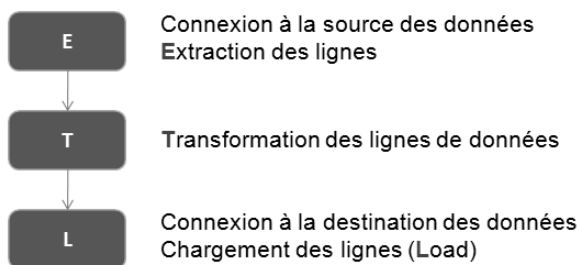 E
Connexion à la source des données
Extraction des lignes
T
Transformation des lignes de données
L
Connexion à la destination des données
Chargement des lignes (Load)